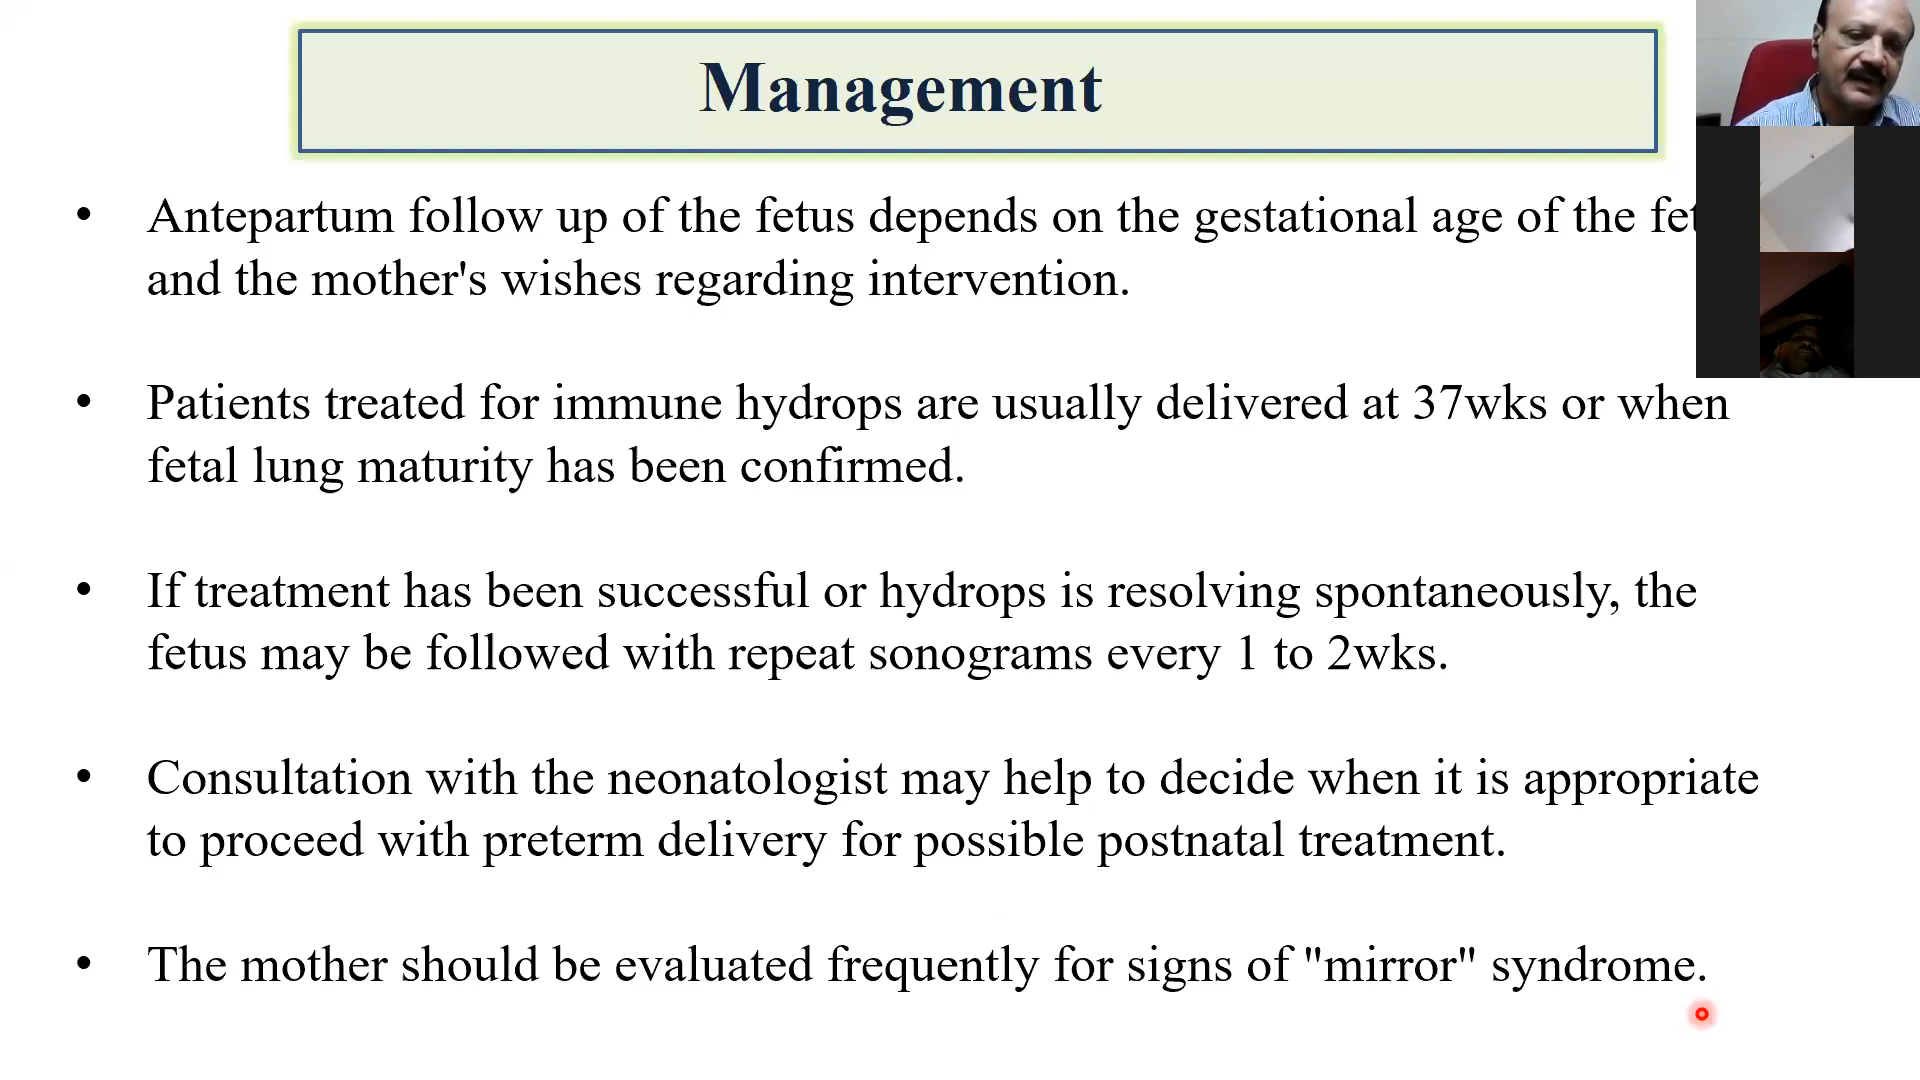 Management
• Antepartum follow up of the fetus depends on the gestational age of the
and the mother's wishes regarding intervention.
• Patients treated for immune hydrops are usually delivered at 37wks or when
fetal lung maturity has been confirmed.
• If treatment has been successful or hydrops is resolving spontaneously, the
fetus may be followed with repeat sonograms every 1 to 2wks.
• Consultation with the neonatologist may help to decide when it is appropriate
to proceed with preterm delivery for possible postnatal treatment.
• The mother should be evaluated frequently for signs of "mirror" syndrome.